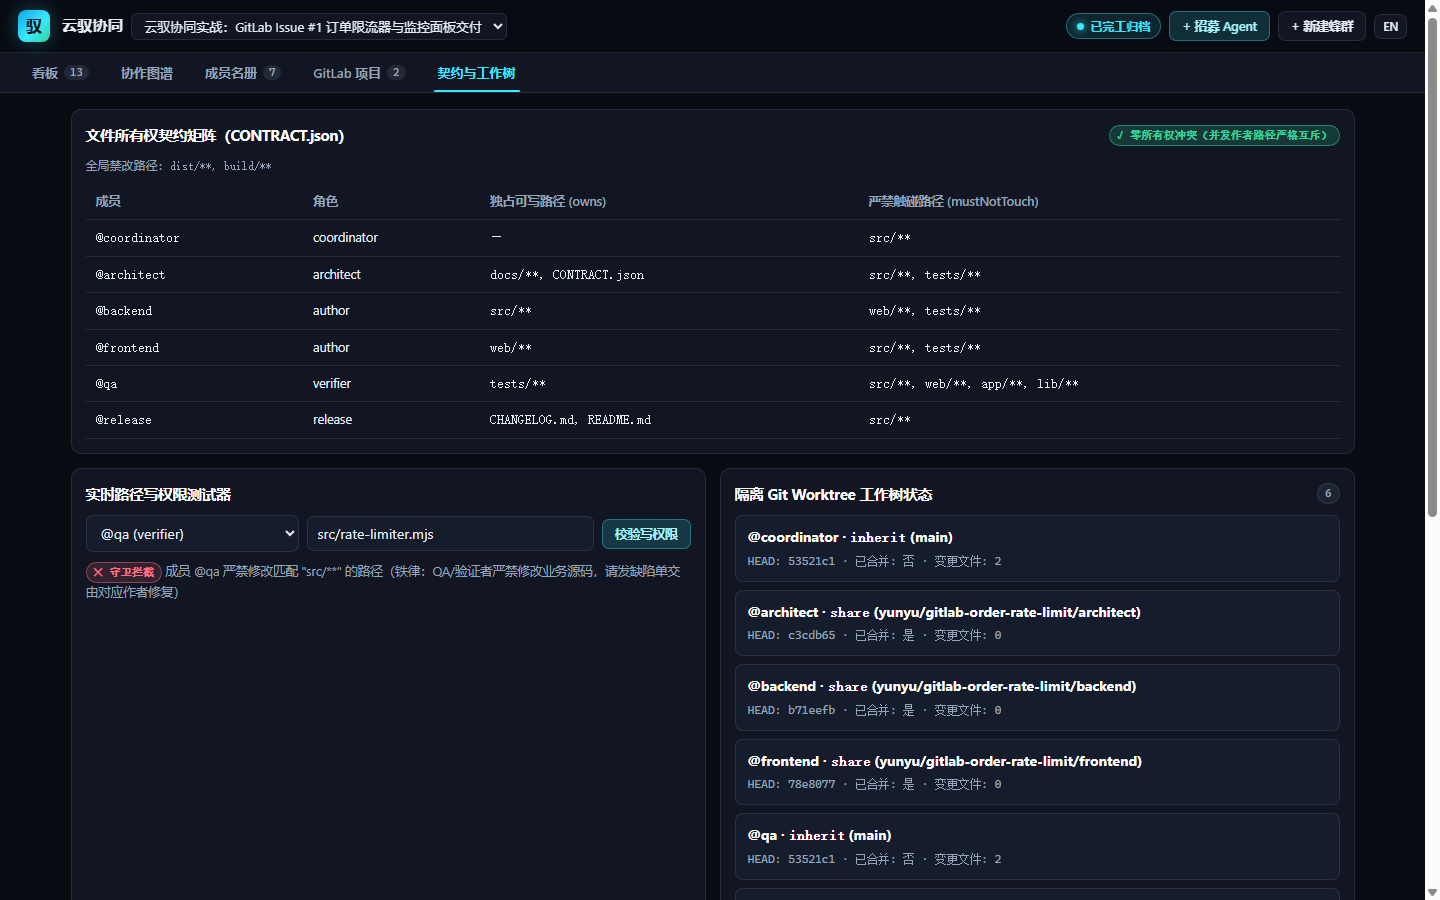 驭 云驭协同 云驭协同实战：GitLab Issue #1 订单限流器与监控面板交付 已完工归档 + 招募 Agent + 新建蜂群 EN
看板 13 协作图谱 成员名册 7 GitLab 项目 2 契约与工作树
文件所有权契约矩阵（CONTRACT.json） ✓ 零所有权冲突（并发作者路径严格互斥）
全局禁改路径：dist/**, build/**
成员 角色 独占可写路径 (owns) 严禁触碰路径 (mustNotTouch)
@coordinator coordinator — src/**
@architect architect docs/**, CONTRACT.json src/**, tests/**
@backend author src/** web/**, tests/**
@frontend author web/** src/**, tests/**
@qa verifier tests/** src/**, web/**, app/**, lib/**
@release release CHANGELOG.md, README.md src/**
实时路径写权限测试器
@qa (verifier) src/rate-limiter.mjs 校验写权限
✕ 守卫拦截 成员 @qa 严禁修改匹配 "src/**" 的路径（铁律：QA/验证者严禁修改业务源码，请发缺陷单交
由对应作者修复）
隔离 Git Worktree 工作树状态 6
@coordinator · inherit (main)
HEAD: 53521c1 · 已合并: 否 · 变更文件: 2
@architect · share (yunyu/gitlab-order-rate-limit/architect)
HEAD: c3cdb65 · 已合并: 是 · 变更文件: 0
@backend · share (yunyu/gitlab-order-rate-limit/backend)
HEAD: b71eefb · 已合并: 是 · 变更文件: 0
@frontend · share (yunyu/gitlab-order-rate-limit/frontend)
HEAD: 78e8077 · 已合并: 是 · 变更文件: 0
@qa · inherit (main)
HEAD: 53521c1 · 已合并: 否 · 变更文件: 2